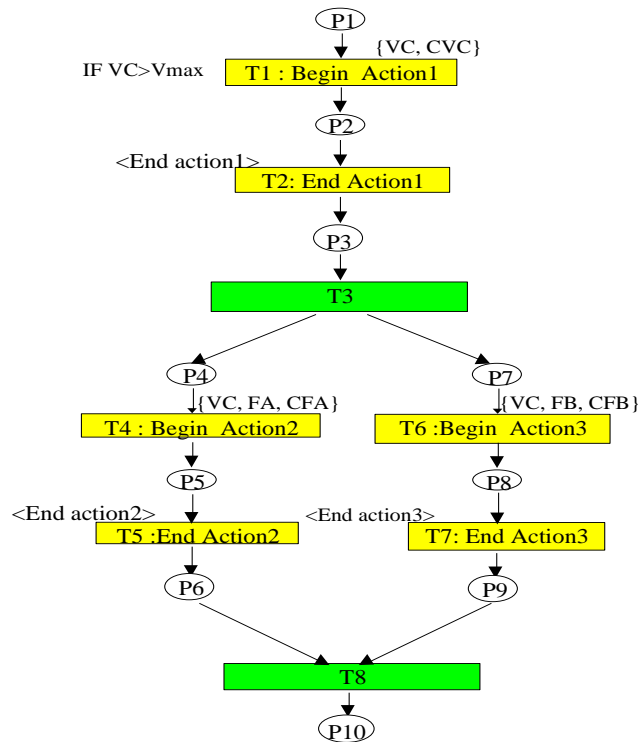 P1
{VC, CVC}
IF VC>Vmax
T1 : Begin Action1
P2
<End action1>
T2: End Action1
P3
T3
P4
P7
{VC, FA, CFA}
{VC, FB, CFB}
T4 : Begin Action2
T6 :Begin Action3
P5
P8
<End action2>
<End action3>
T5 :End Action2
T7: End Action3
P6
P9
T8
P10